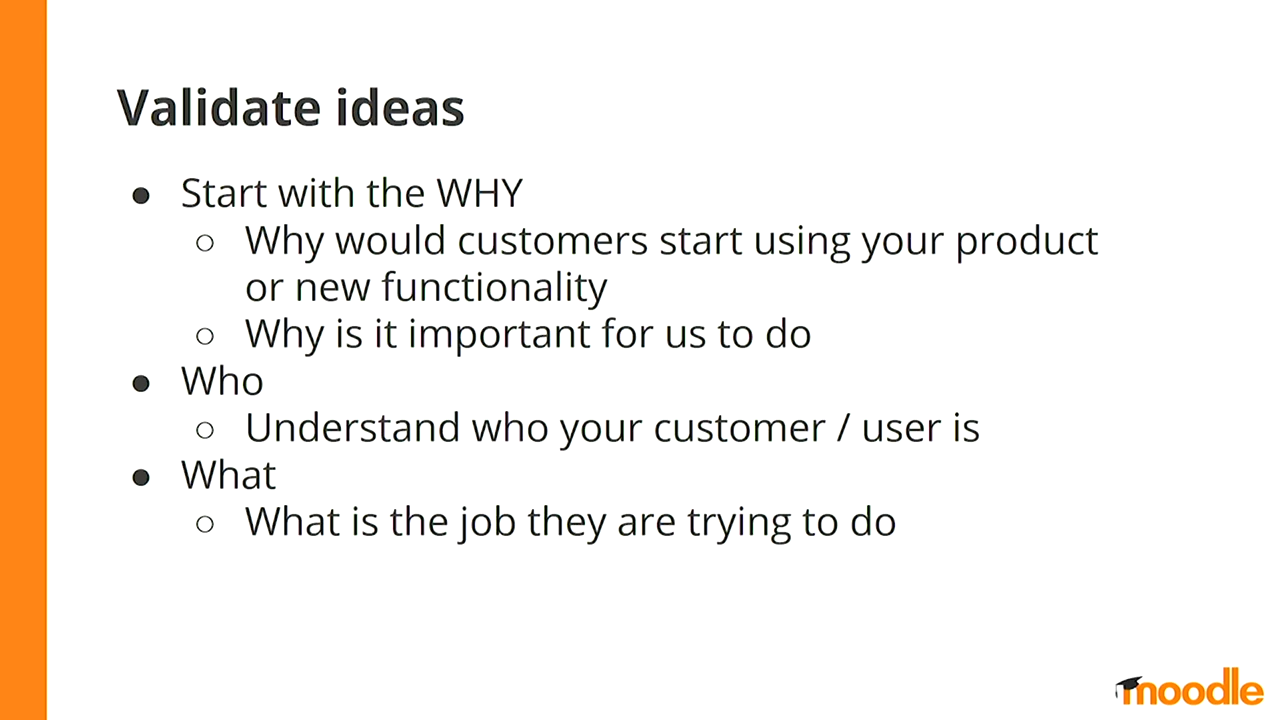 Validate ideas
● Start with the WHY
○ Why would customers start using your product
or new functionality
○ Why is it important for us to do
● Who
○ Understand who your customer / user is
● What
○ What is the job they are trying to do
moodle